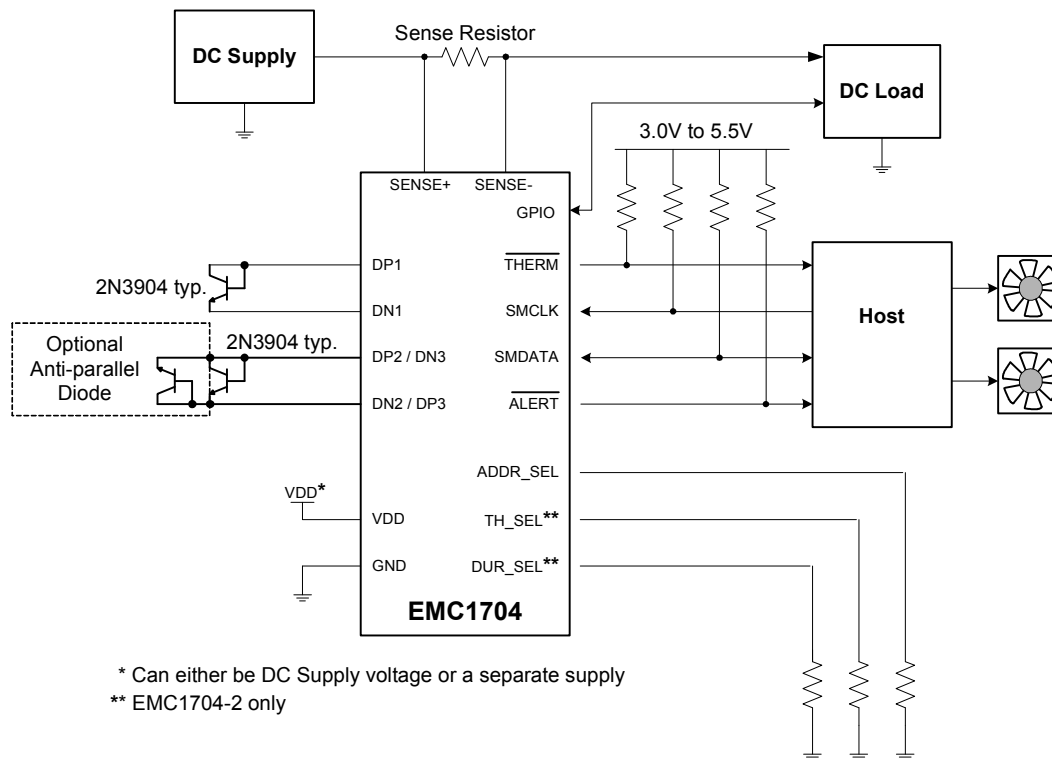 Sense Resistor
DC Supply
DC Load
3.0V to 5.5V
SENSE+ SENSE-
GPIO
DP1
THERM
2N3904 typ.
DN1
SMCLK
Host
Optional
Anti-parallel
Diode
2N3904 typ.
DP2 / DN3
SMDATA
DN2 / DP3
ALERT
ADDR_SEL
VDD*
VDD
TH_SEL**
GND
DUR_SEL**
EMC1704
* Can either be DC Supply voltage or a separate supply
** EMC1704-2 only